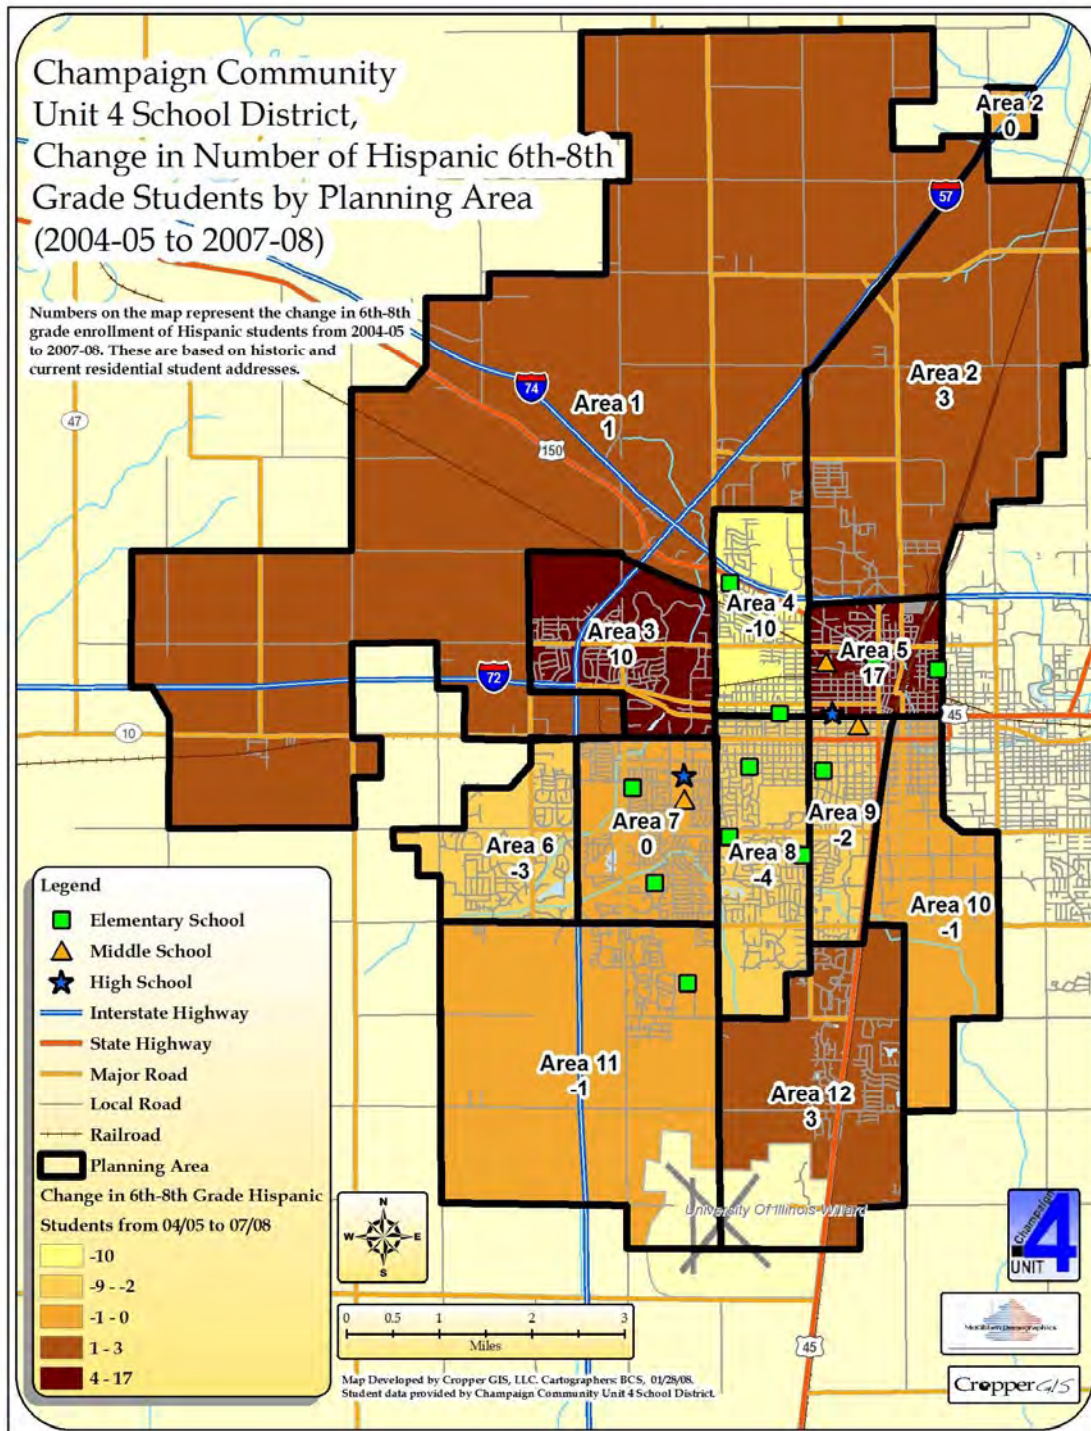 Champaign Community
Unit 4 School District,
Change in Number of Hispanic 6th-8th
Grade Students by Planning Area
(2004-05 to 2007-08)
Numbers on the map represent the change in 6th-8th
grade enrollment of Hispanic students from 2004-05
to 2007-08. These are based on historic and
current residential student addresses.
Area 2
0
57
Area 2
3
74
Area 1
1
47
150
Area 4
-10
Area 3
10
Area 5
17
72
45
10
Area 7
0
Area 6
-3
Area 8
-4
Area 9
-2
Area 10
-1
Area 11
-1
Area 12
3
University Of Illinois-Willard
45
Legend
Elementary School
Middle School
High School
Interstate Highway
State Highway
Major Road
Local Road
Railroad
Planning Area
Change in 6th-8th Grade Hispanic
Students from 04/05 to 07/08
-10
-9 - -2
-1 - 0
1 - 3
4 - 17
N
W E
S
0 0.5 1 2 3
Miles
Map Developed by Cropper GIS, LLC. Cartographers: BCS, 01/28/08.
Student data provided by Champaign Community Unit 4 School District.
Champaign
4
UNIT
McKibben Demographics
Cropper GIS